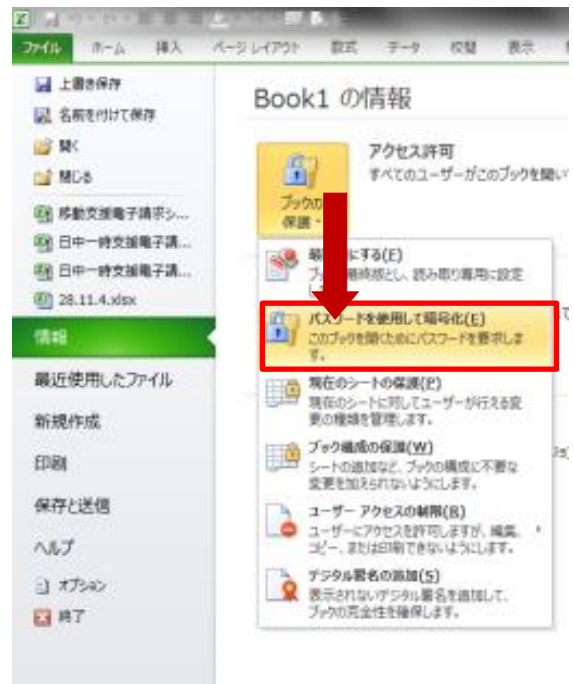 ファイル ホーム 挿入 ページ レイアウト 数式 データ 校閲 表示
上書き保存
名前を付けて保存
開く
閉じる
移動支援電子請求シ...
日中一時支援電子請...
日中一時支援電子請...
28.11.4.xlsx
情報
最近使用したファイル
新規作成
印刷
保存と送信
ヘルプ
オプション
終了
Book1 の情報
アクセス許可
すべてのユーザーがこのブックを開い
ブックの
保護
にする(E)
版とし、読み取り専用に設定
パスワードを使用して暗号化(E)
このブックを開くためにパスワードを要求しま
す。
現在のシートの保護(P)
現在のシートに対してユーザーが行える変
更の種類を管理します。
ブック構成の保護(W)
シートの追加など、ブックの構成に不要な
変更を加えられないようにします。
ユーザー アクセスの制限(R)
ユーザーにアクセスを許可しますが、編集、
コピー、または印刷できないようにします。
デジタル署名の追加(S)
表示されないデジタル署名を追加して、
ブックの完全性を確保します。